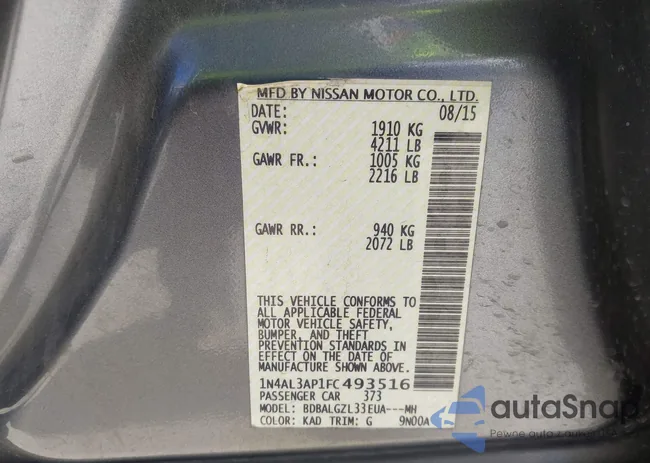 MFD BY NISSAN MOTOR CO., LTD.
DATE: 08/15
GVWR: 1910 KG
4211 LB
GAWR FR.: 1005 KG
2216 LB
GAWR RR.: 940 KG
2072 LB
THIS VEHICLE CONFORMS TO
ALL APPLICABLE FEDERAL
MOTOR VEHICLE SAFETY,
BUMPER, AND THEFT
PREVENTION STANDARDS IN
EFFECT ON THE DATE OF
MANUFACTURE SHOWN ABOVE.
1N4AL3AP1FC493516
PASSENGER CAR 373
MODEL: BDBALGZL33EUA---MH
COLOR: KAD TRIM: G 9N00A
autoSnap
Pewne auto z USA